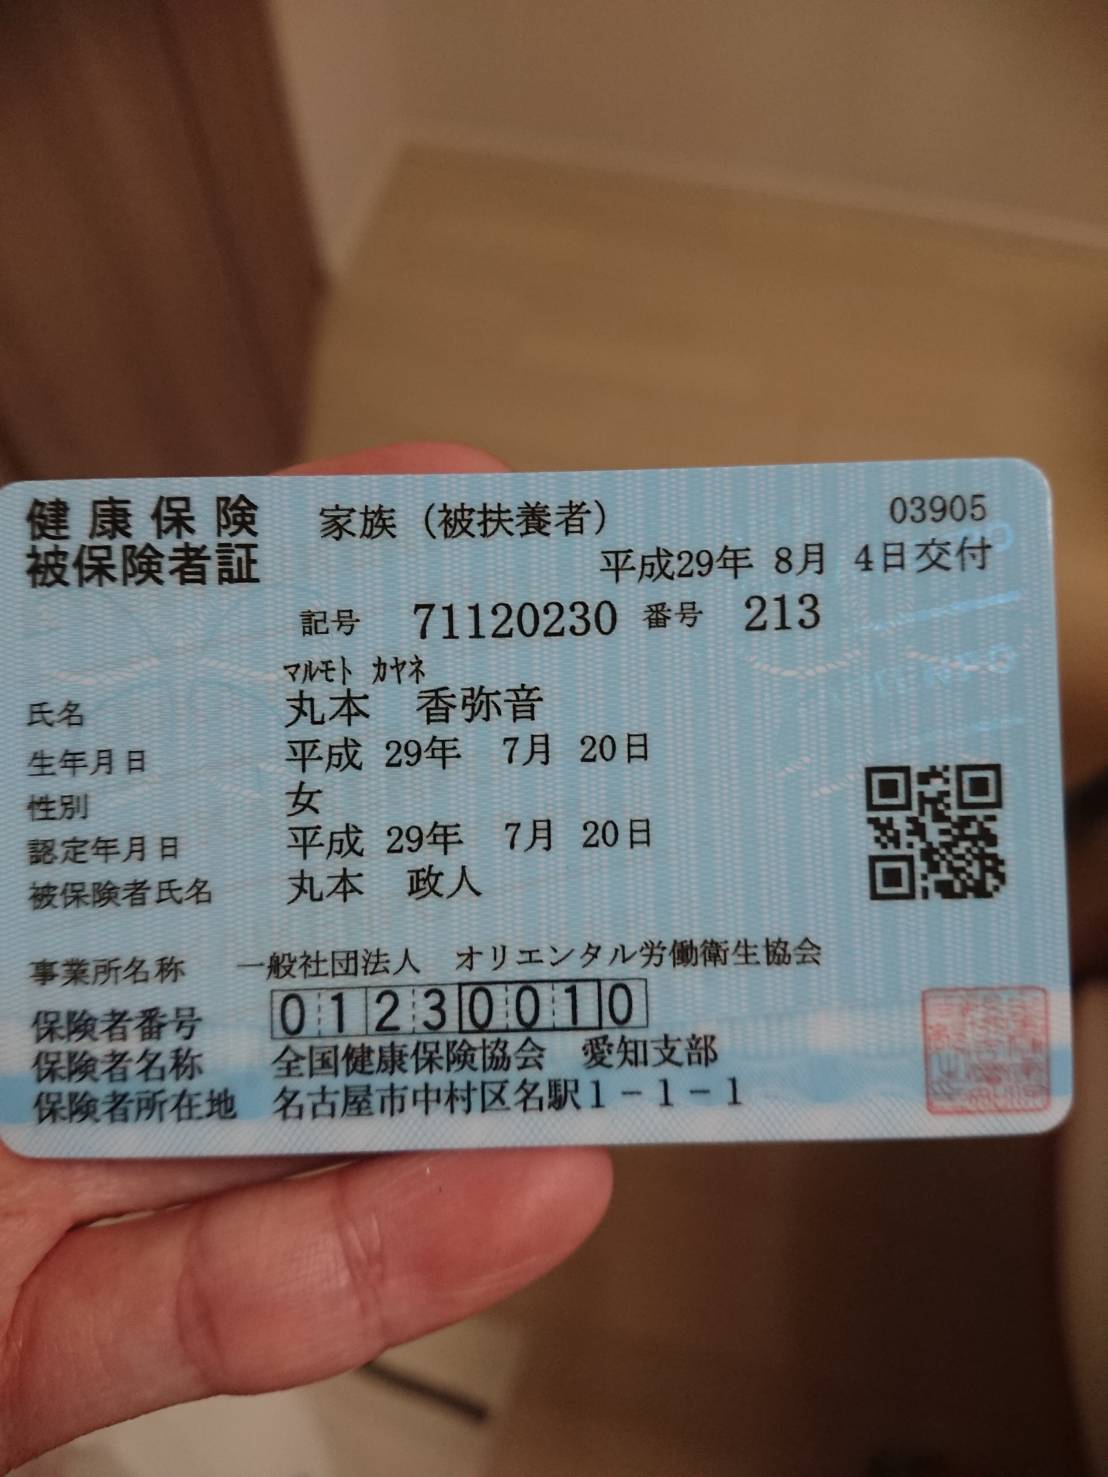 健康保険 家族（被扶養者） 03905
被保険者証 平成29年 8月 4日交付
記号 71120230 番号 213
マルモト カヤネ
氏名 丸本 香弥音
生年月日 平成 29年 7月 20日
性別 女
認定年月日 平成 29年 7月 20日
被保険者氏名 丸本 政人
事業所名称 一般社団法人 オリエンタル労働衛生協会
保険者番号 01230010
保険者名称 全国健康保険協会 愛知支部
保険者所在地 名古屋市中村区名駅1－1－1